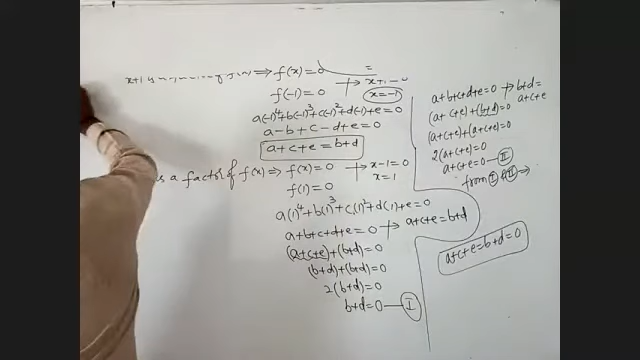 x+1 is ⇒ f(x)=0
x+1=0
f(-1)=0
x=-1
a(-1)⁴+b(-1)³+c(-1)²+d(-1)+e=0
a-b+c-d+e=0
a+c+e=b+d
is a factor of f(x) ⇒ f(x)=0
x-1=0
x=1
f(1)=0
a(1)⁴+b(1)³+c(1)²+d(1)+e=0
a+b+c+d+e=0 → a+c+e=b+d
(a+c+e)+(b+d)=0
(b+d)+(b+d)=0
2(b+d)=0
b+d=0 — I
a+b+c+d+e=0 → b+d=
a+c+e
(a+c+e)+(b+d)=0
(a+c+e)+(a+c+e)=0
2(a+c+e)=0
a+c+e=0 — II
from I & II ⇒
a+c+e=b+d=0